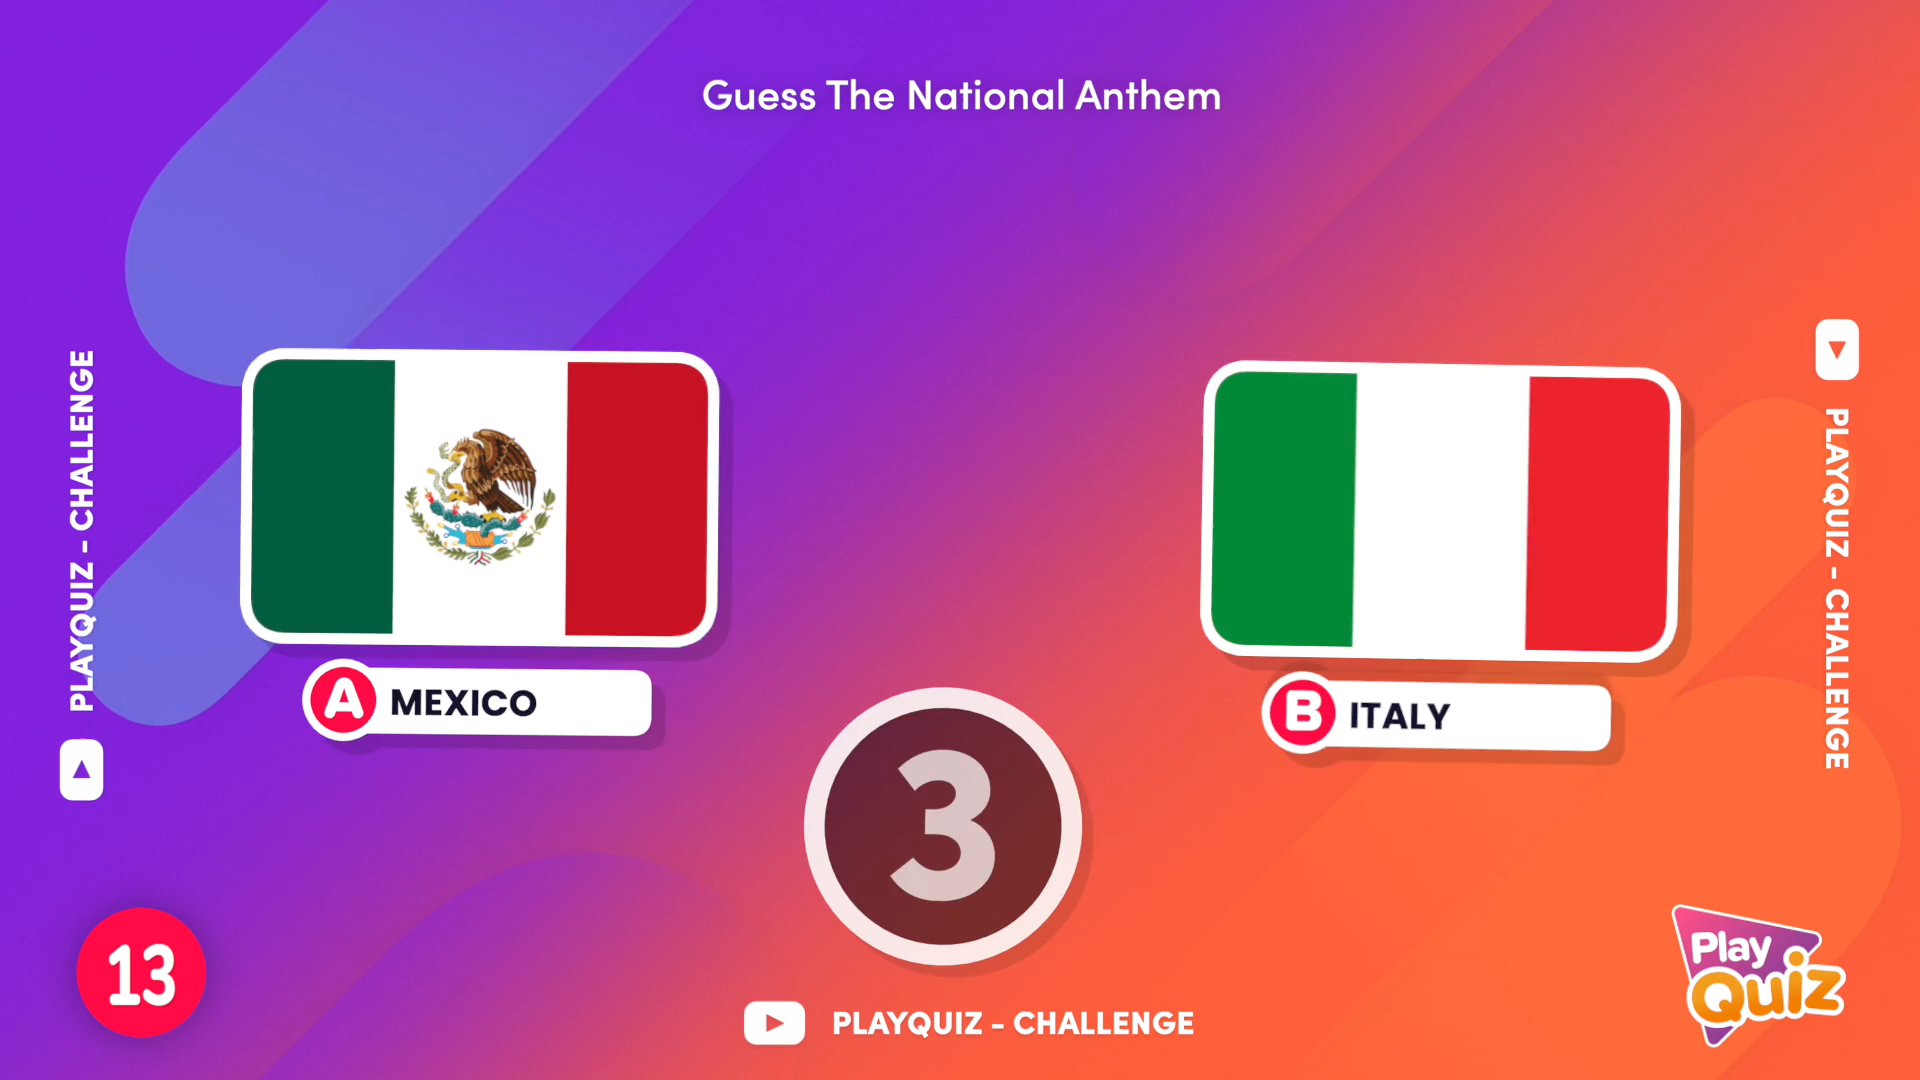 Guess The National Anthem
PLAYQUIZ - CHALLENGE
PLAYQUIZ - CHALLENGE
A MEXICO
B ITALY
3
13
PLAYQUIZ - CHALLENGE
Play
Quiz